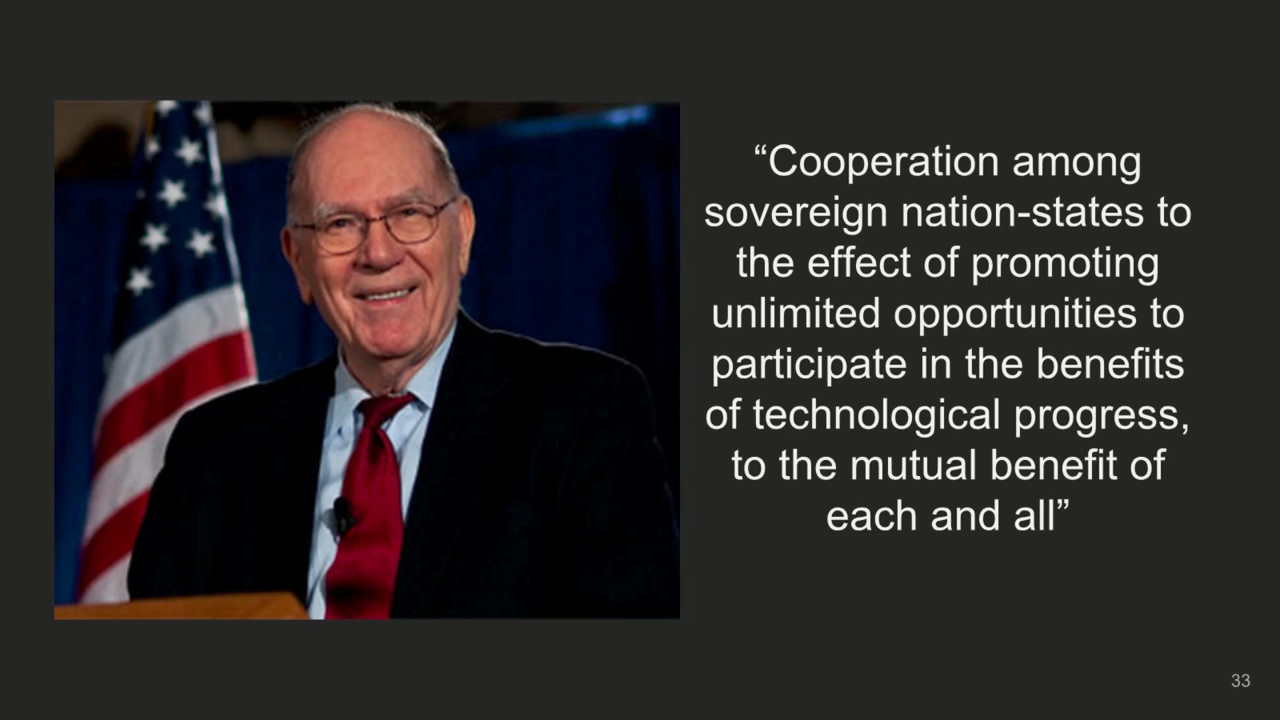 “Cooperation among
sovereign nation-states to
the effect of promoting
unlimited opportunities to
participate in the benefits
of technological progress,
to the mutual benefit of
each and all”
33